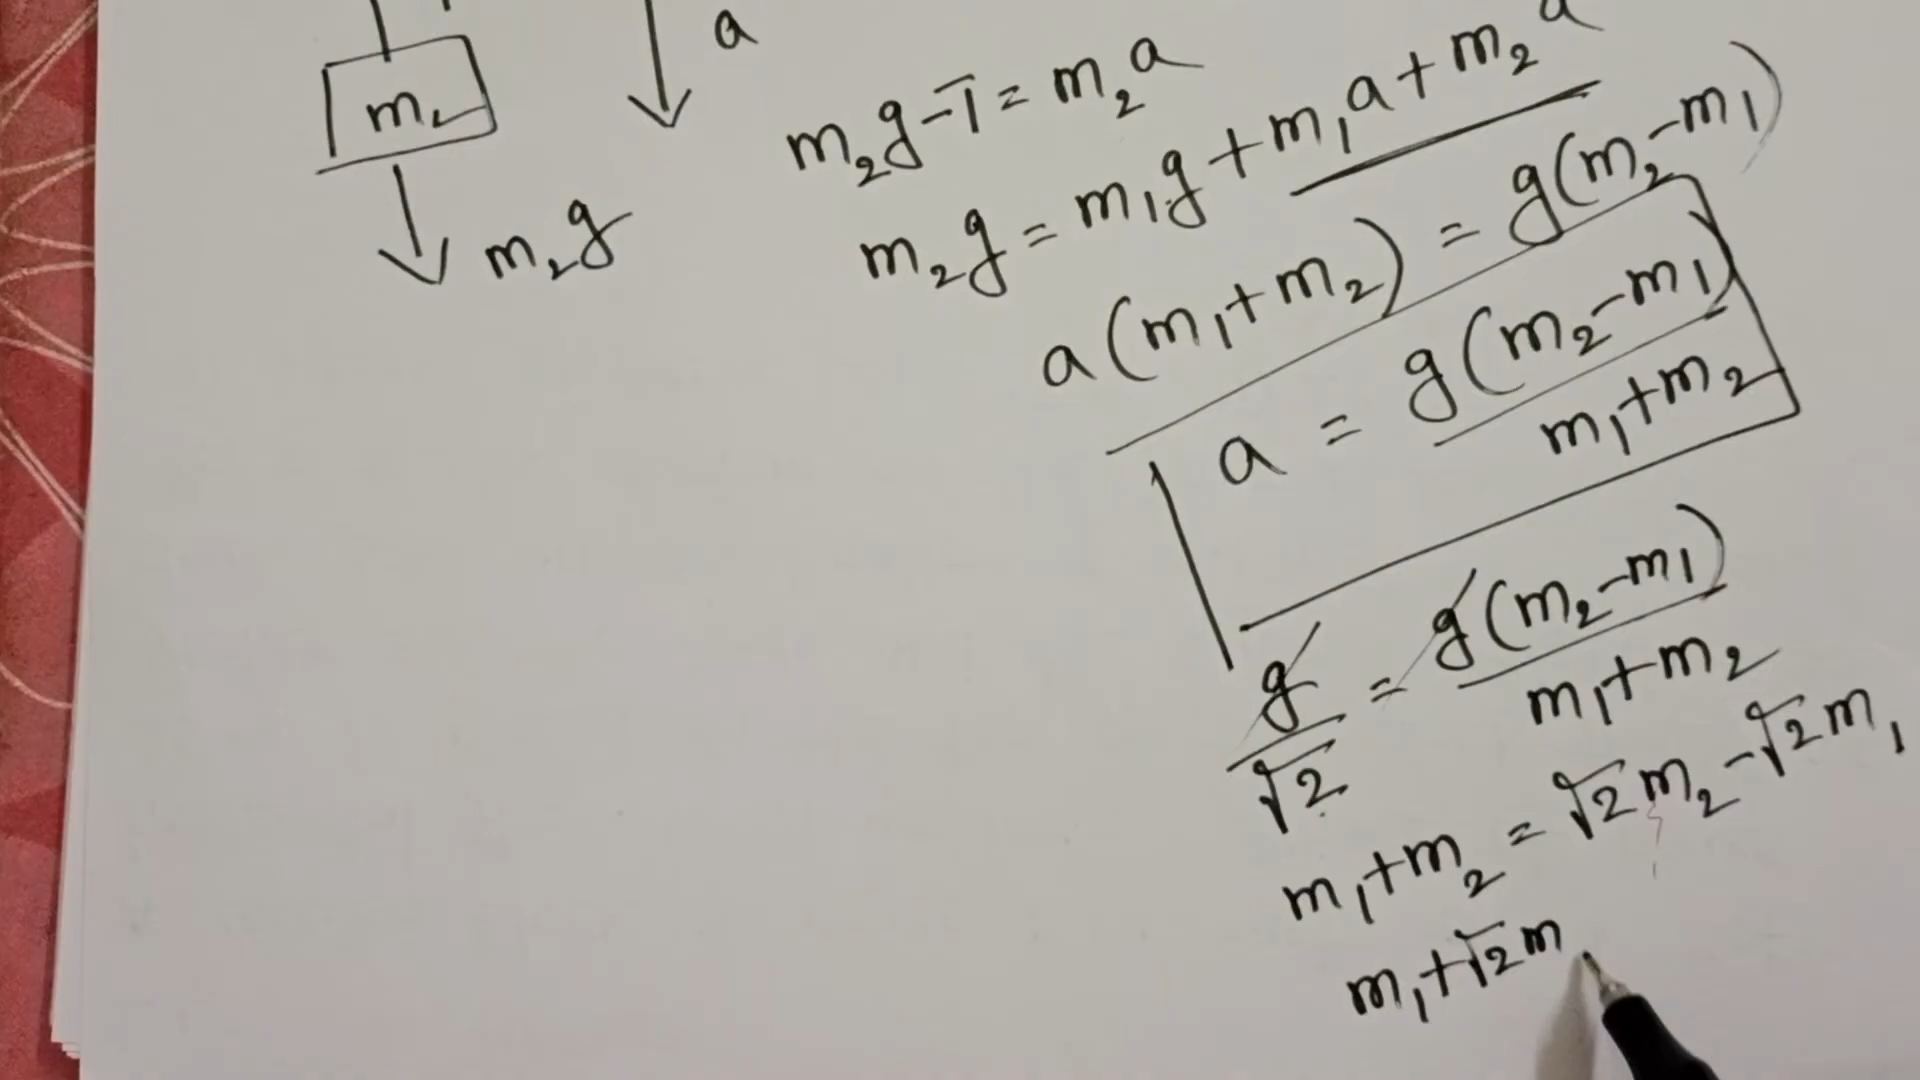 a
m₂
m₂g
m₂g-T = m₂a
m₂g = m₁g + m₁a + m₂a
a(m₁+m₂) = g(m₂-m₁)
a = g(m₂-m₁) / m₁+m₂
g/√2 = g(m₂-m₁) / m₁+m₂
m₁+m₂ = √2m₂-√2m₁
m₁+√2m